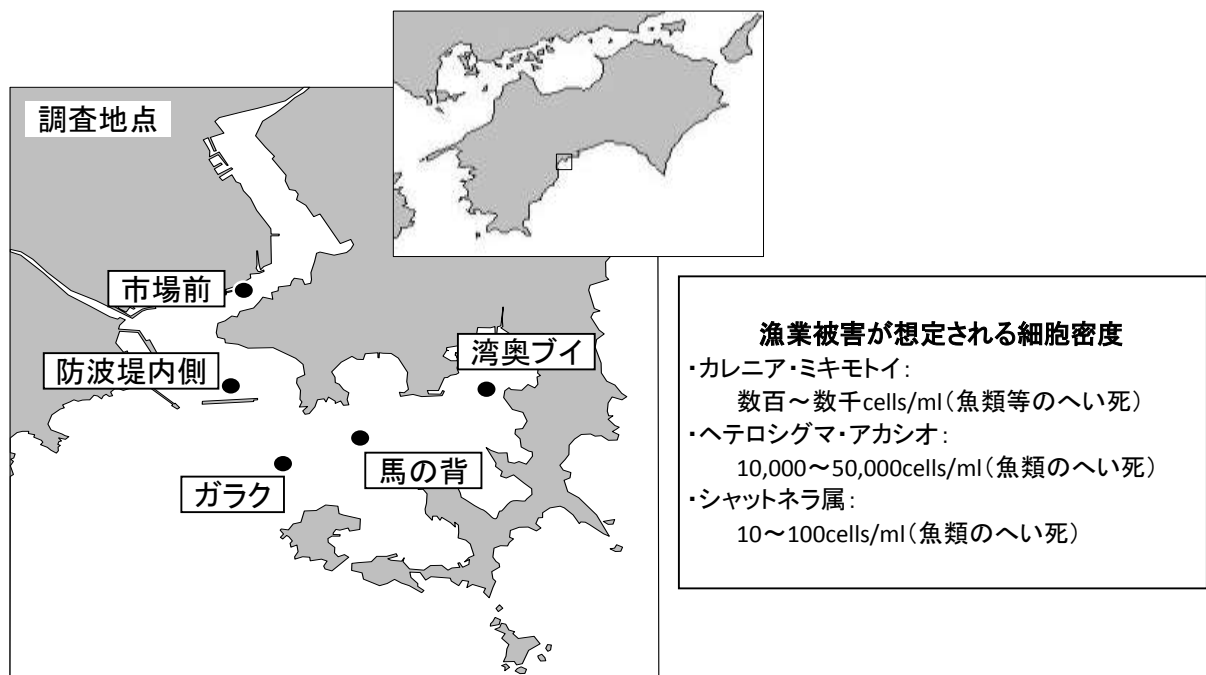 調査地点
市場前
防波堤内側
湾奥ブイ
馬の背
ガラク
漁業被害が想定される細胞密度
・カレニア・ミキモトイ：
数百～数千cells/ml（魚類等のへい死）
・ヘテロシグマ・アカシオ：
10,000～50,000cells/ml（魚類のへい死）
・シャットネラ属：
10～100cells/ml（魚類のへい死）